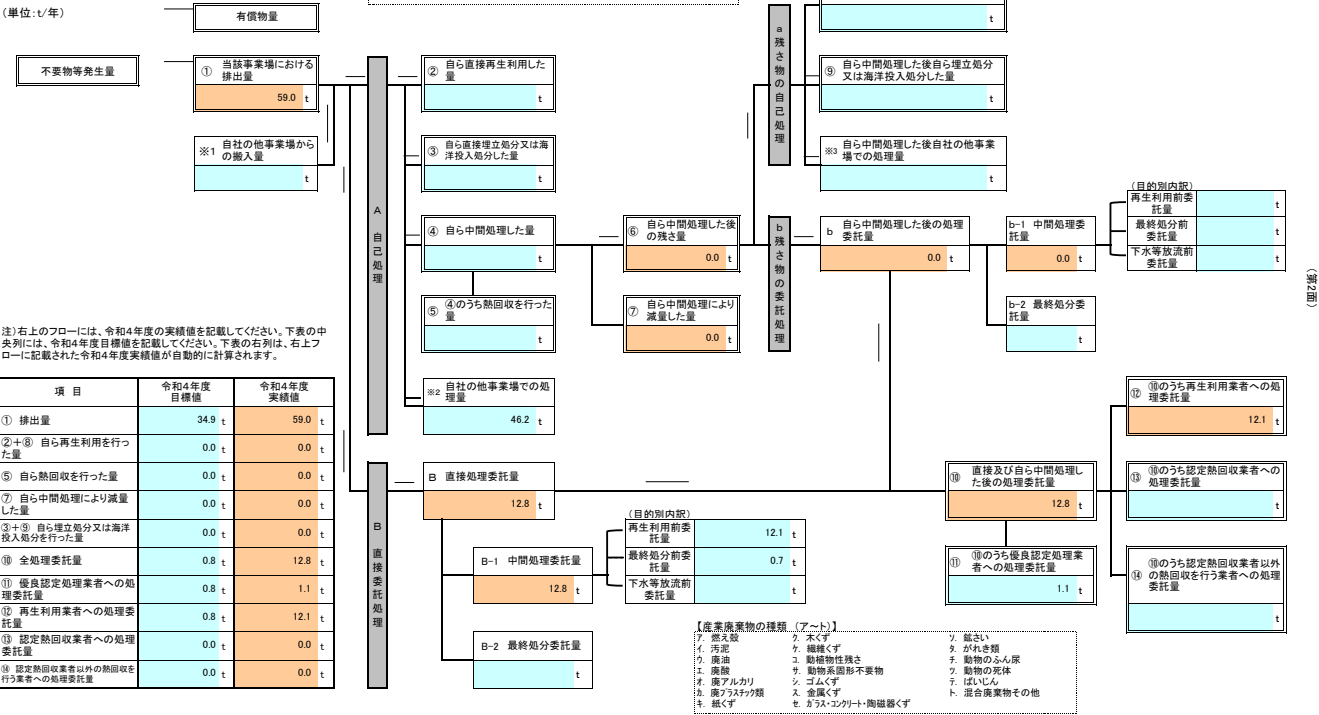 (単位:t/年)
有償物量
t
不要物等発生量
① 当該事業場における
排出量
59.0 t
※1 自社の他事業場から
の搬入量
t
A 自己処理
② 自ら直接再生利用した
量
t
③ 自ら直接埋立処分又は海
洋投入処分した量
t
④ 自ら中間処理した量
t
⑤ ④のうち熱回収を行った
量
t
※2 自社の他事業場での処
理量
46.2 t
⑥ 自ら中間処理した後
の残さ量
0.0 t
⑦ 自ら中間処理により
減量した量
0.0 t
a 残さ物の自己処理
⑨ 自ら中間処理した後自ら埋立処分
又は海洋投入処分した量
t
※3 自ら中間処理した後自社の他事業
場での処理量
t
b 残さ物の委託処理
b 自ら中間処理した後の処理
委託量
0.0 t
b-1 中間処理委
託量
0.0 t
b-2 最終処分委
託量
t
(目的別内訳)
再生利用前委
託量 t
最終処分前
委託量 t
下水等放流前
委託量 t
(第2面)
注)右上のフローには、令和4年度の実績値を記載してください。下表の中
央列には、令和4年度目標値を記載してください。下表の右列は、右上フ
ローに記載された令和4年度実績値が自動的に計算されます。
項 目 令和4年度
目標値 令和4年度
実績値
① 排出量 34.9 t 59.0 t
②+⑧ 自ら再生利用を行っ
た量 0.0 t 0.0 t
⑤ 自ら熱回収を行った量 0.0 t 0.0 t
⑦ 自ら中間処理により減量
した量 0.0 t 0.0 t
③+⑨ 自ら埋立処分又は海洋
投入処分を行った量 0.0 t 0.0 t
⑩ 全処理委託量 0.8 t 12.8 t
⑪ 優良認定処理業者への処
理委託量 0.8 t 1.1 t
⑫ 再生利用業者への処理委
託量 0.8 t 12.1 t
⑬ 認定熱回収業者への処理
委託量 0.0 t 0.0 t
⑭ 認定熱回収業者以外の熱回収を
行う業者への処理委託量 0.0 t 0.0 t
B 直接委託処理
B 直接処理委託量
12.8 t
B-1 中間処理委託量
12.8 t
B-2 最終処分委託量
t
(目的別内訳)
再生利用前委
託量 12.1 t
最終処分前委
託量 0.7 t
下水等放流前
委託量 t
⑩ 直接及び自ら中間処理し
た後の処理委託量
12.8 t
⑪ ⑩のうち優良認定処理業
者への処理委託量
1.1 t
⑫ ⑩のうち再生利用業者への処
理委託量
12.1 t
⑬ ⑩のうち認定熱回収業者への
処理委託量
t
⑭ ⑩のうち認定熱回収業者以外
の熱回収を行う業者への処理
委託量
t
【産業廃棄物の種類 (ア~ト)】
ア. 燃え殻 ク. 木くず ソ. 鉱さい
イ. 汚泥 ケ. 繊維くず タ. がれき類
ウ. 廃油 コ. 動植物性残さ チ. 動物のふん尿
エ. 廃酸 サ. 動物系固形不要物 ツ. 動物の死体
オ. 廃アルカリ シ. ゴムくず テ. ばいじん
カ. 廃プラスチック類 ス. 金属くず ト. 混合廃棄物その他
キ. 紙くず セ. ガラス・コンクリート・陶磁器くず